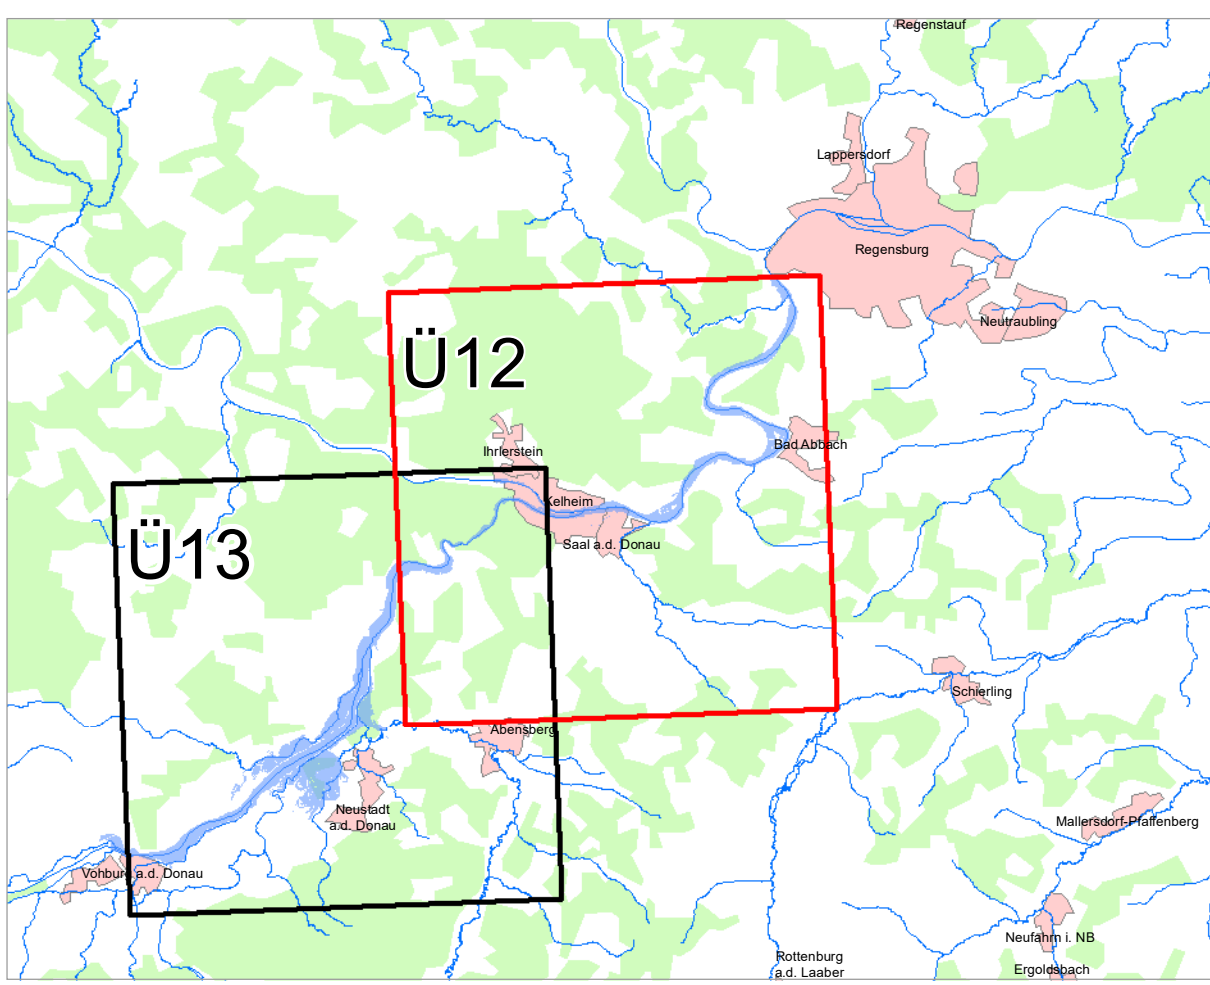 Regenstauf
Lappersdorf
Regensburg
Neutraubling
Ü12
Ihrlerstein
Bad Abbach
Kelheim
Saal a.d. Donau
Ü13
Schierling
Abensberg
Neustadt
a.d. Donau
Mallersdorf-Pfaffenberg
Vohburg a.d. Donau
Neufahrn i. NB
Rottenburg
a.d. Laaber
Ergoldsbach